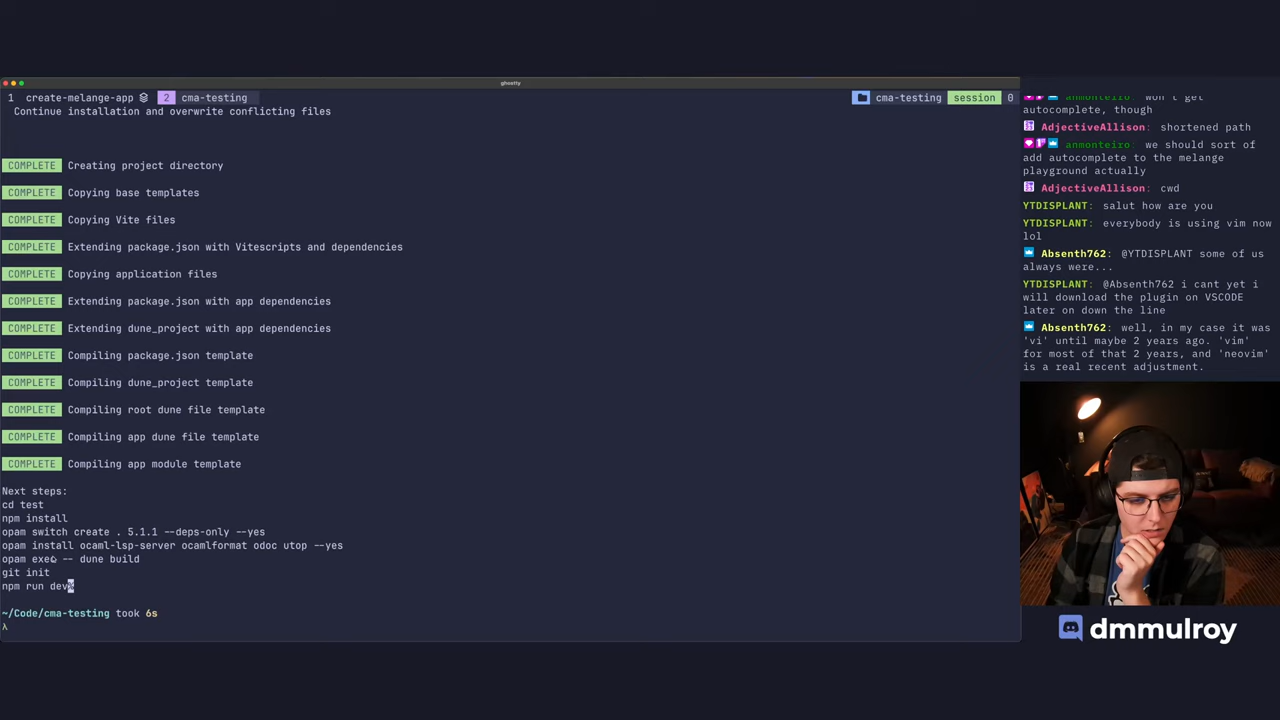 ghostty
1 create-melange-app 2 cma-testing cma-testing session 0
Continue installation and overwrite conflicting files
COMPLETE Creating project directory
COMPLETE Copying base templates
COMPLETE Copying Vite files
COMPLETE Extending package.json with Vitescripts and dependencies
COMPLETE Copying application files
COMPLETE Extending package.json with app dependencies
COMPLETE Extending dune_project with app dependencies
COMPLETE Compiling package.json template
COMPLETE Compiling dune_project template
COMPLETE Compiling root dune file template
COMPLETE Compiling app dune file template
COMPLETE Compiling app module template
Next steps:
cd test
npm install
opam switch create . 5.1.1 --deps-only --yes
opam install ocaml-lsp-server ocamlformat odoc utop --yes
opam exec -- dune build
git init
npm run dev%
~/Code/cma-testing took 6s
λ
anmonteiro: won't get
autocomplete, though
AdjectiveAllison: shortened path
anmonteiro: we should sort of
add autocomplete to the melange
playground actually
AdjectiveAllison: cwd
YTDISPLANT: salut how are you
YTDISPLANT: everybody is using vim now
lol
Absenth762: @YTDISPLANT some of us
always were...
YTDISPLANT: @Absenth762 i cant yet i
will download the plugin on VSCODE
later on down the line
Absenth762: well, in my case it was
'vi' until maybe 2 years ago. 'vim'
for most of that 2 years, and 'neovim'
is a real recent adjustment.
dmmulroy